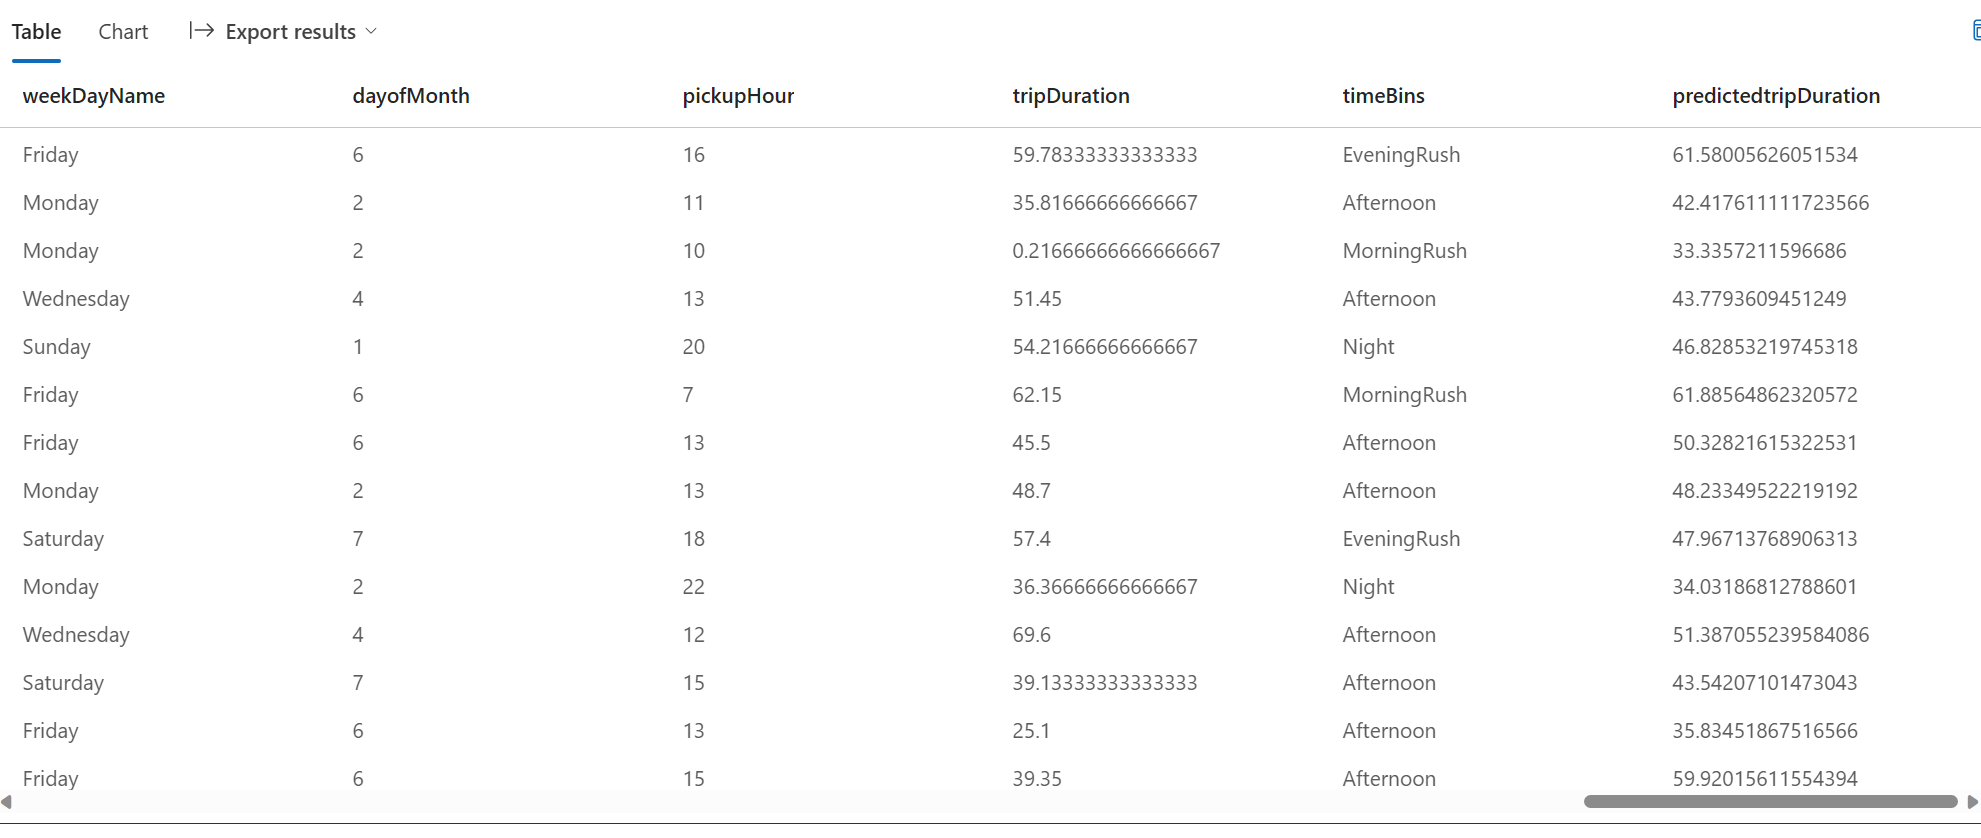 Table Chart Export results
weekDayName dayofMonth pickupHour tripDuration timeBins predictedtripDuration
Friday 6 16 59.78333333333333 EveningRush 61.58005626051534
Monday 2 11 35.81666666666667 Afternoon 42.417611111723566
Monday 2 10 0.21666666666666667 MorningRush 33.3357211596686
Wednesday 4 13 51.45 Afternoon 43.7793609451249
Sunday 1 20 54.21666666666667 Night 46.82853219745318
Friday 6 7 62.15 MorningRush 61.88564862320572
Friday 6 13 45.5 Afternoon 50.32821615322531
Monday 2 13 48.7 Afternoon 48.23349522219192
Saturday 7 18 57.4 EveningRush 47.96713768906313
Monday 2 22 36.36666666666667 Night 34.03186812788601
Wednesday 4 12 69.6 Afternoon 51.387055239584086
Saturday 7 15 39.13333333333333 Afternoon 43.54207101473043
Friday 6 13 25.1 Afternoon 35.83451867516566
Friday 6 15 39.35 Afternoon 59.92015611554394